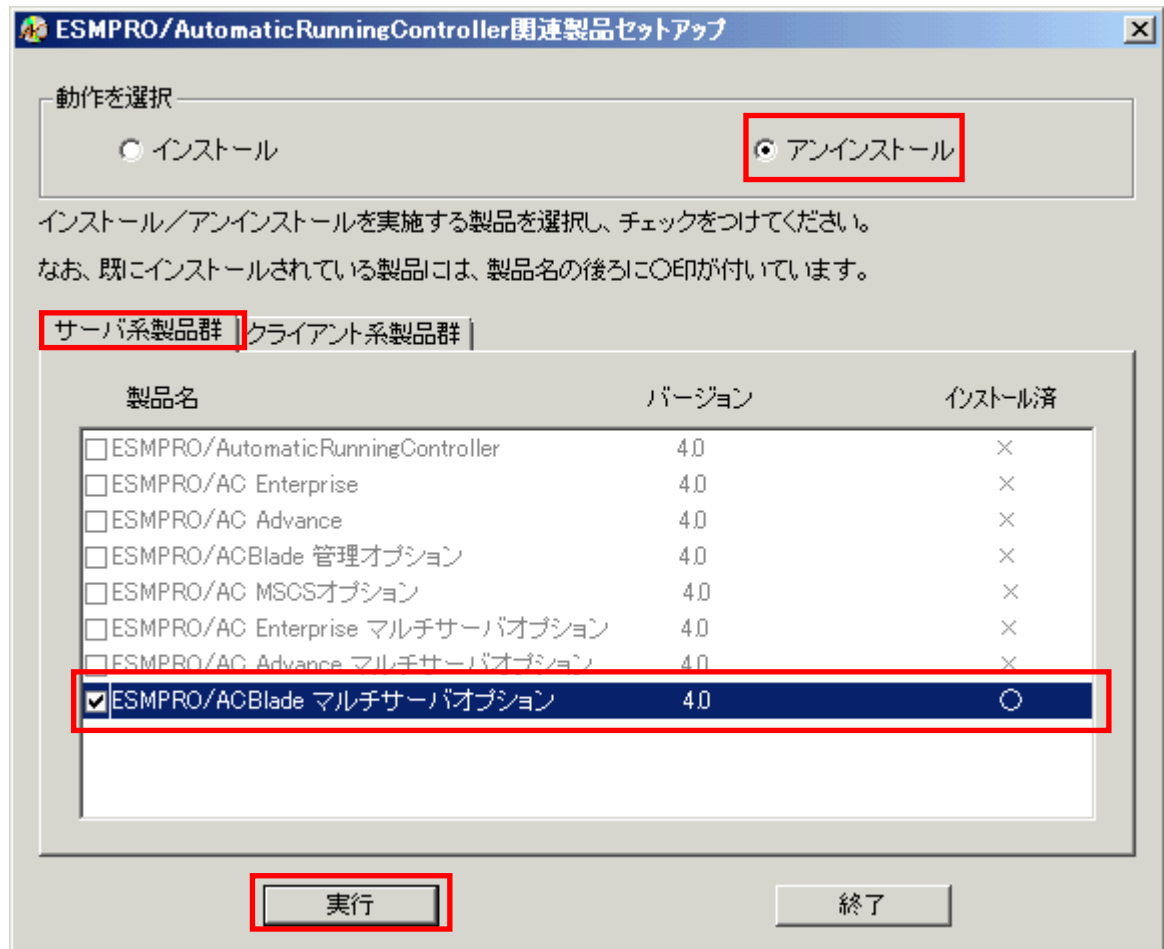 ESMPRO/AutomaticRunningController関連製品セットアップ
動作を選択
インストール
アンインストール
インストール／アンインストールを実施する製品を選択し、チェックをつけてください。
なお、既にインストールされている製品には、製品名の後ろに○印が付いています。
サーバ系製品群 クライアント系製品群
製品名 バージョン インストール済
ESMPRO/AutomaticRunningController 4.0 ×
ESMPRO/AC Enterprise 4.0 ×
ESMPRO/AC Advance 4.0 ×
ESMPRO/ACBlade 管理オプション 4.0 ×
ESMPRO/AC MSCSオプション 4.0 ×
ESMPRO/AC Enterprise マルチサーバオプション 4.0 ×
ESMPRO/AC Advance マルチサーバオプション 4.0 ×
ESMPRO/ACBlade マルチサーバオプション 4.0 ○
実行 終了